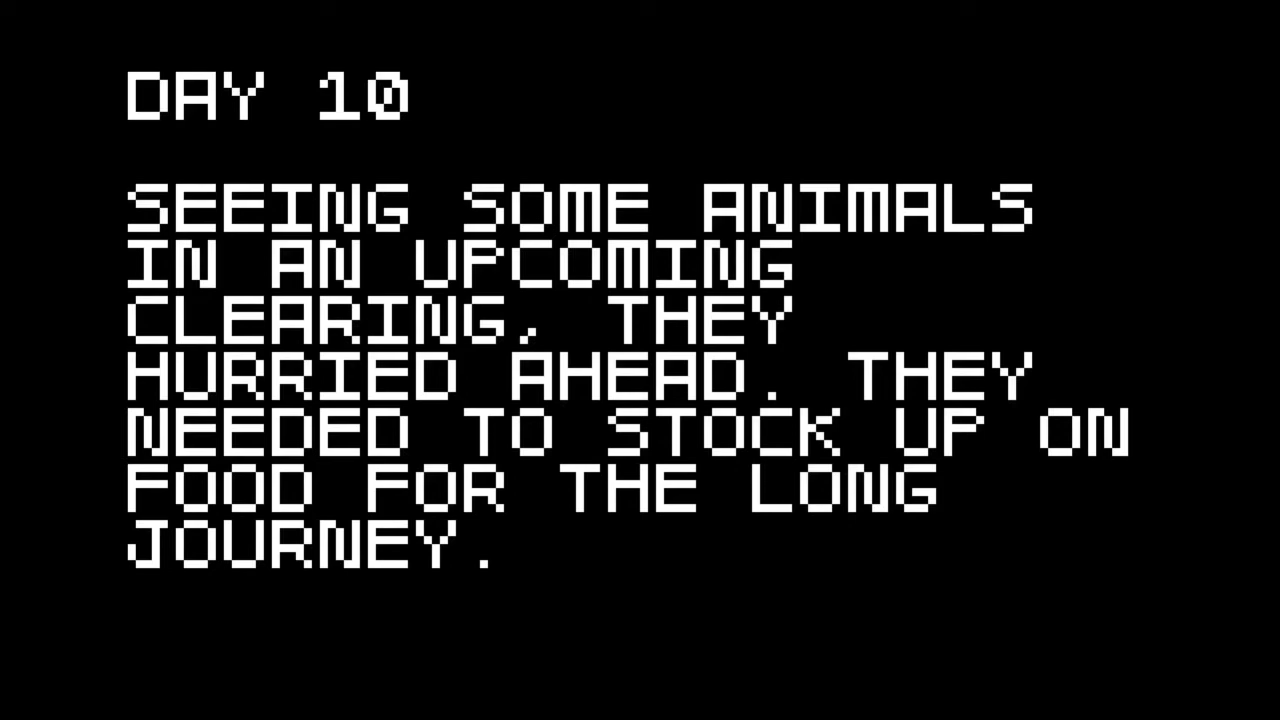 DAY 10
SEEING SOME ANIMALS
IN AN UPCOMING
CLEARING, THEY
HURRIED AHEAD. THEY
NEEDED TO STOCK UP ON
FOOD FOR THE LONG
JOURNEY.